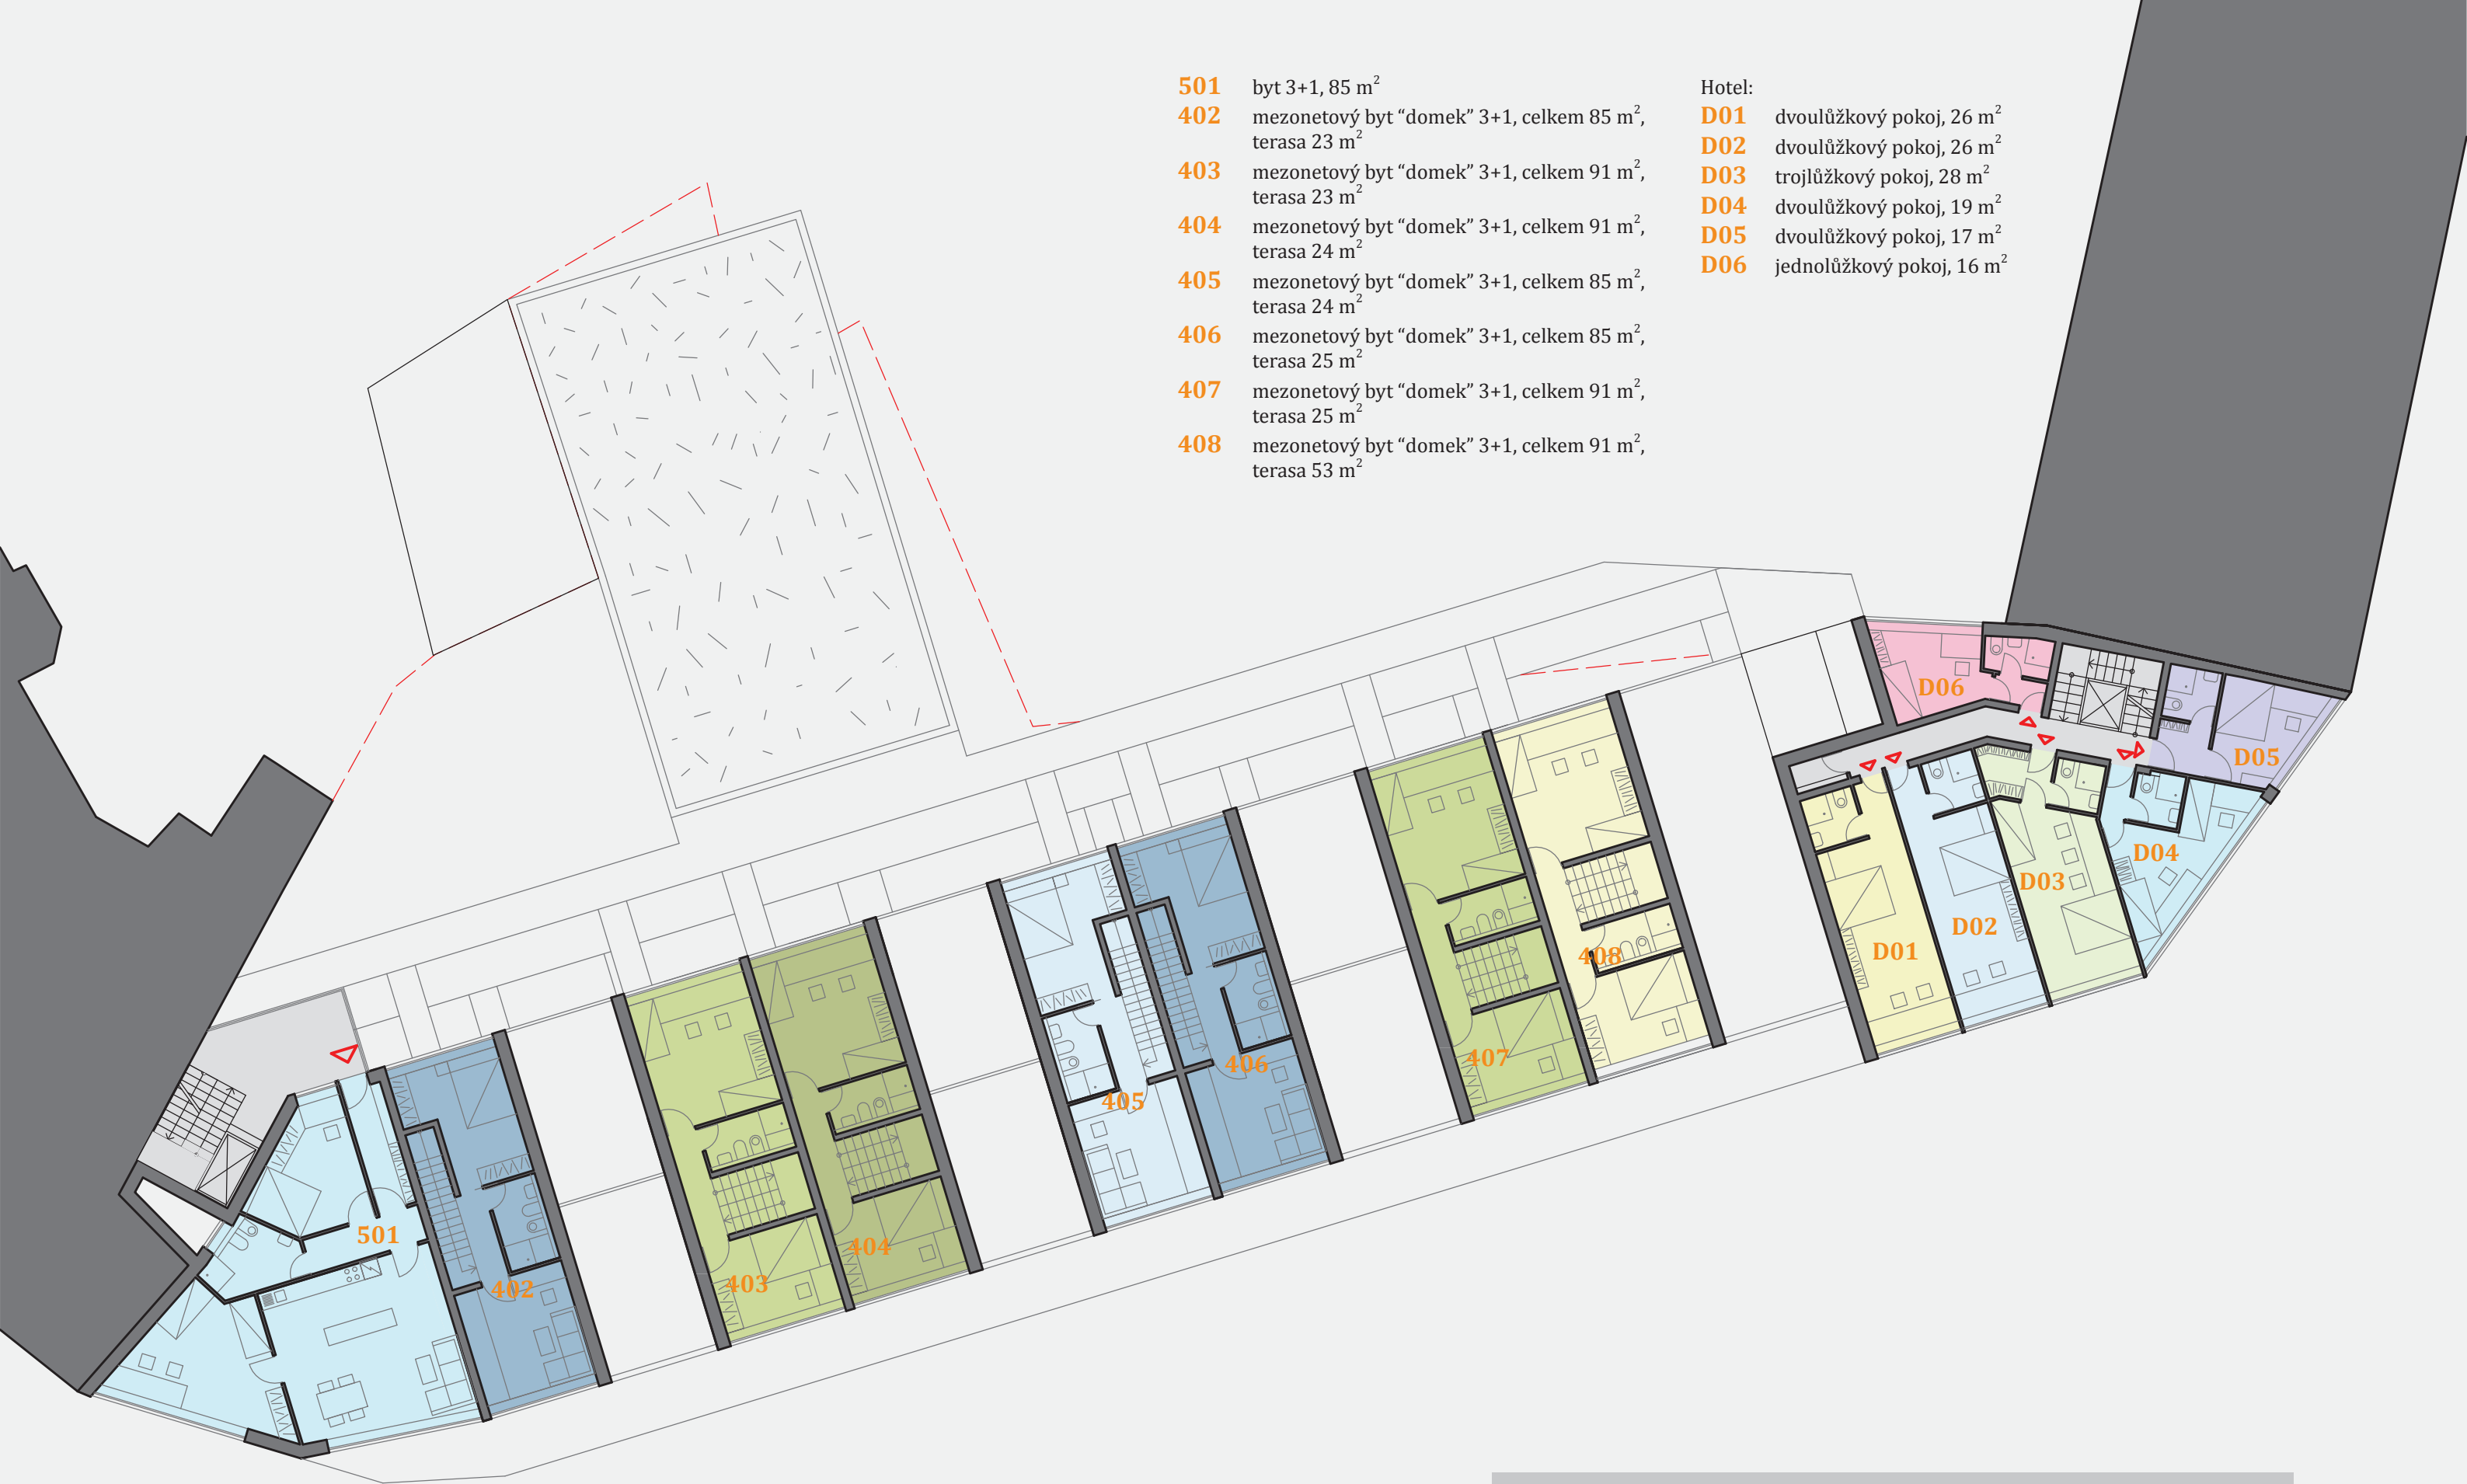 501 byt 3+1, 85 m²
402 mezonetový byt “domek” 3+1, celkem 85 m²,
terasa 23 m²
403 mezonetový byt “domek” 3+1, celkem 91 m²,
terasa 23 m²
404 mezonetový byt “domek” 3+1, celkem 91 m²,
terasa 24 m²
405 mezonetový byt “domek” 3+1, celkem 85 m²,
terasa 24 m²
406 mezonetový byt “domek” 3+1, celkem 85 m²,
terasa 25 m²
407 mezonetový byt “domek” 3+1, celkem 91 m²,
terasa 25 m²
408 mezonetový byt “domek” 3+1, celkem 91 m²,
terasa 53 m²
Hotel:
D01 dvoulůžkový pokoj, 26 m²
D02 dvoulůžkový pokoj, 26 m²
D03 trojlůžkový pokoj, 28 m²
D04 dvoulůžkový pokoj, 19 m²
D05 dvoulůžkový pokoj, 17 m²
D06 jednolůžkový pokoj, 16 m²
501
402
403
404
405
406
407
408
D01
D02
D03
D04
D05
D06